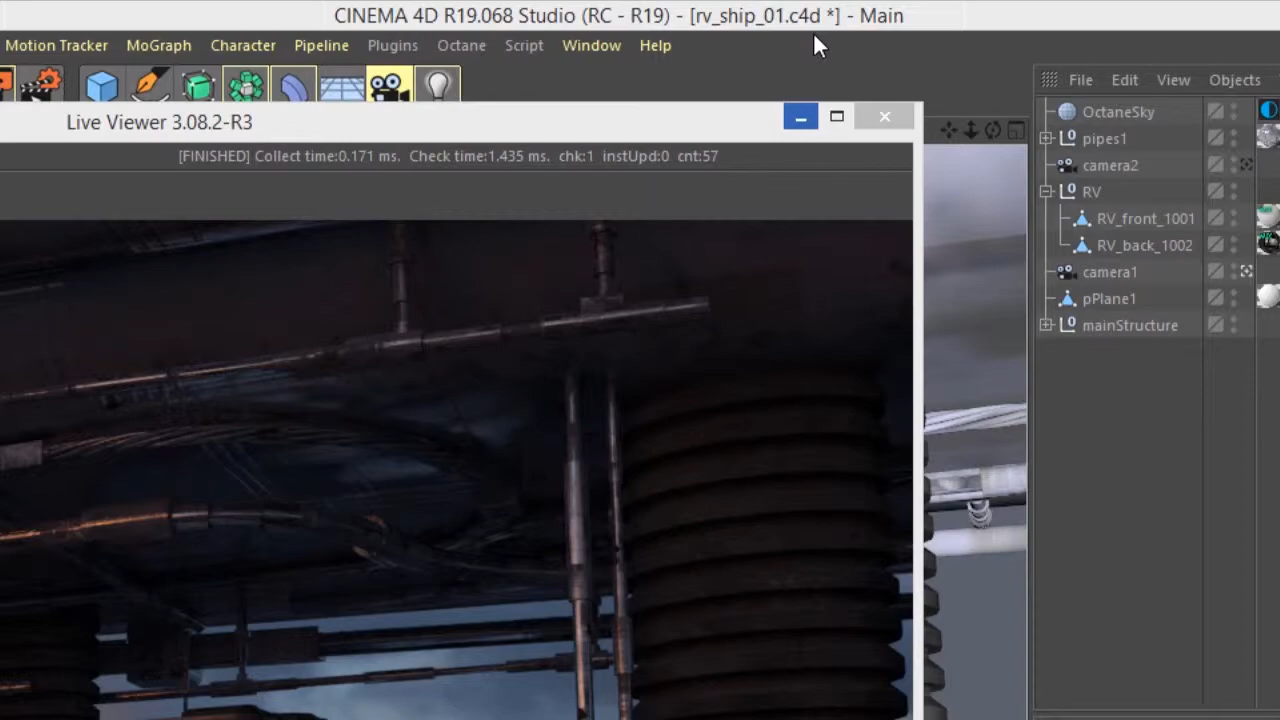 CINEMA 4D R19.068 Studio (RC - R19) - [rv_ship_01.c4d *] - Main
Motion Tracker MoGraph Character Pipeline Plugins Octane Script Window Help
File Edit View Objects
Live Viewer 3.08.2-R3
[FINISHED] Collect time:0.171 ms. Check time:1.435 ms. chk:1 instUpd:0 cnt:57
OctaneSky
pipes1
camera2
RV
RV_front_1001
RV_back_1002
camera1
pPlane1
mainStructure